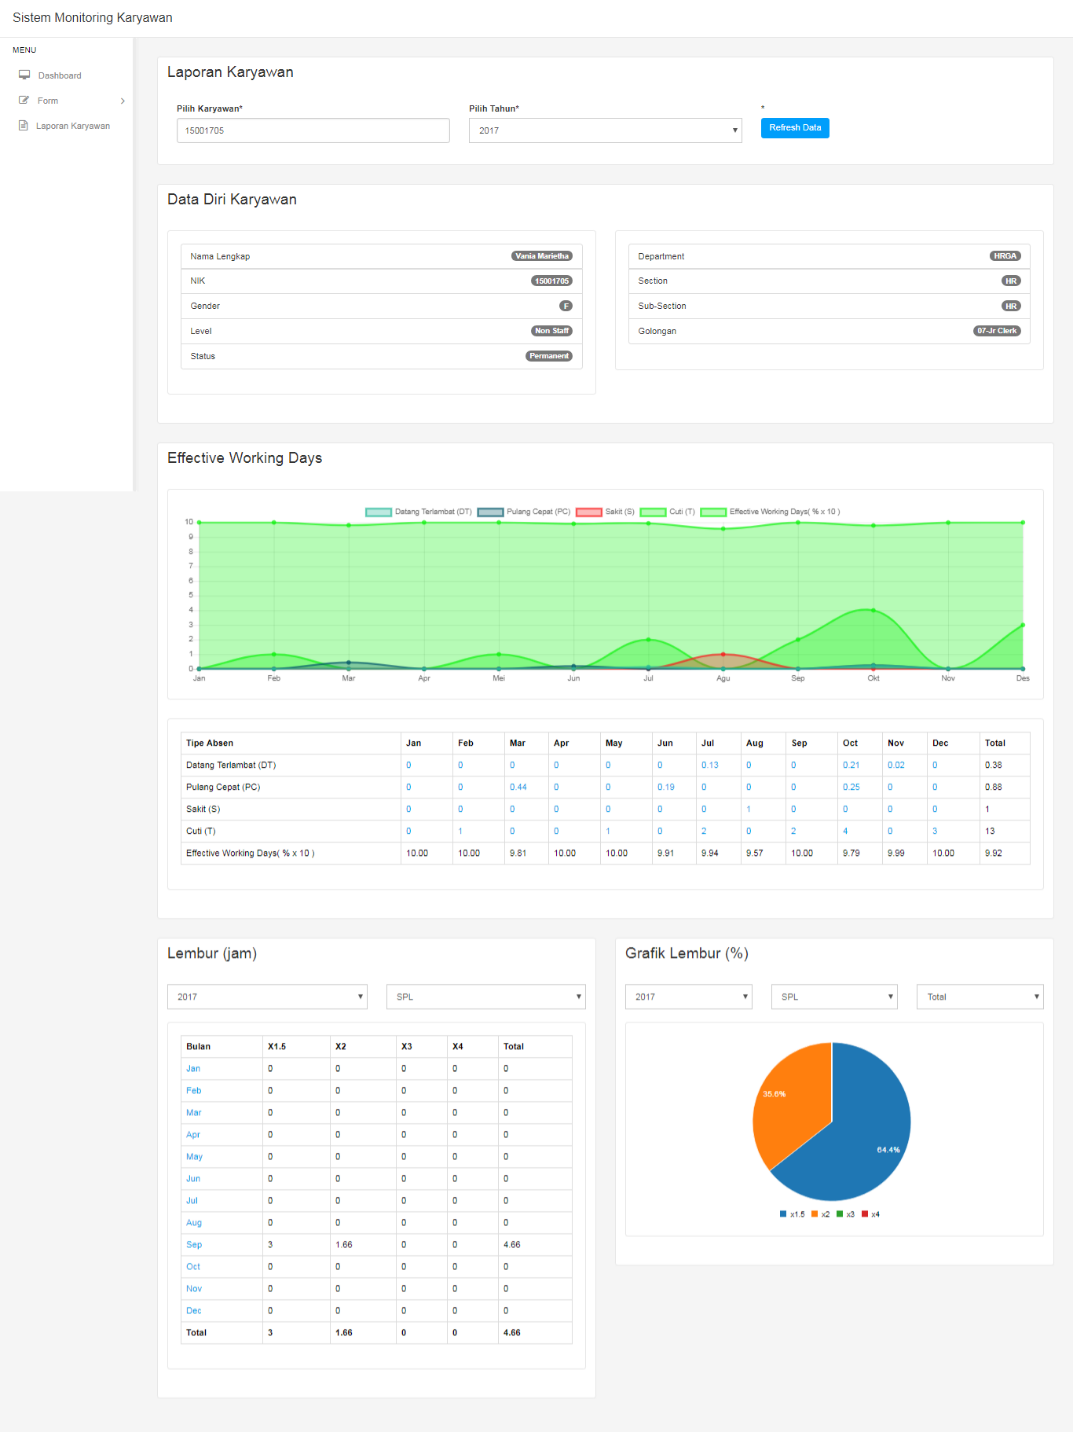 Sistem Monitoring Karyawan
MENU
Dashboard
Form
Laporan Karyawan
Laporan Karyawan
Pilih Karyawan* Pilih Tahun* *
15001705 2017 Refresh Data
Data Diri Karyawan
Nama Lengkap Vania Marietha
NIK 15001705
Gender F
Level Non Staff
Status Permanent
Department HRGA
Section HR
Sub-Section HR
Golongan 07-Jr Clerk
Effective Working Days
Datang Terlambat (DT) Pulang Cepat (PC) Sakit (S) Cuti (T) Effective Working Days( % x 10 )
10
9
8
7
6
5
4
3
2
1
0
Jan Feb Mar Apr Mei Jun Jul Agu Sep Okt Nov Des
Tipe Absen Jan Feb Mar Apr May Jun Jul Aug Sep Oct Nov Dec Total
Datang Terlambat (DT) 0 0 0 0 0 0 0.13 0 0 0.21 0.02 0 0.38
Pulang Cepat (PC) 0 0 0.44 0 0 0.19 0 0 0 0.25 0 0 0.88
Sakit (S) 0 0 0 0 0 0 0 1 0 0 0 0 1
Cuti (T) 0 1 0 0 1 0 2 0 2 4 0 3 13
Effective Working Days( % x 10 ) 10.00 10.00 9.81 10.00 10.00 9.91 9.94 9.57 10.00 9.79 9.99 10.00 9.92
Lembur (jam)
2017 SPL
Bulan X1.5 X2 X3 X4 Total
Jan 0 0 0 0 0
Feb 0 0 0 0 0
Mar 0 0 0 0 0
Apr 0 0 0 0 0
May 0 0 0 0 0
Jun 0 0 0 0 0
Jul 0 0 0 0 0
Aug 0 0 0 0 0
Sep 3 1.66 0 0 4.66
Oct 0 0 0 0 0
Nov 0 0 0 0 0
Dec 0 0 0 0 0
Total 3 1.66 0 0 4.66
Grafik Lembur (%)
2017 SPL Total
35.6%
64.4%
x1.5 x2 x3 x4